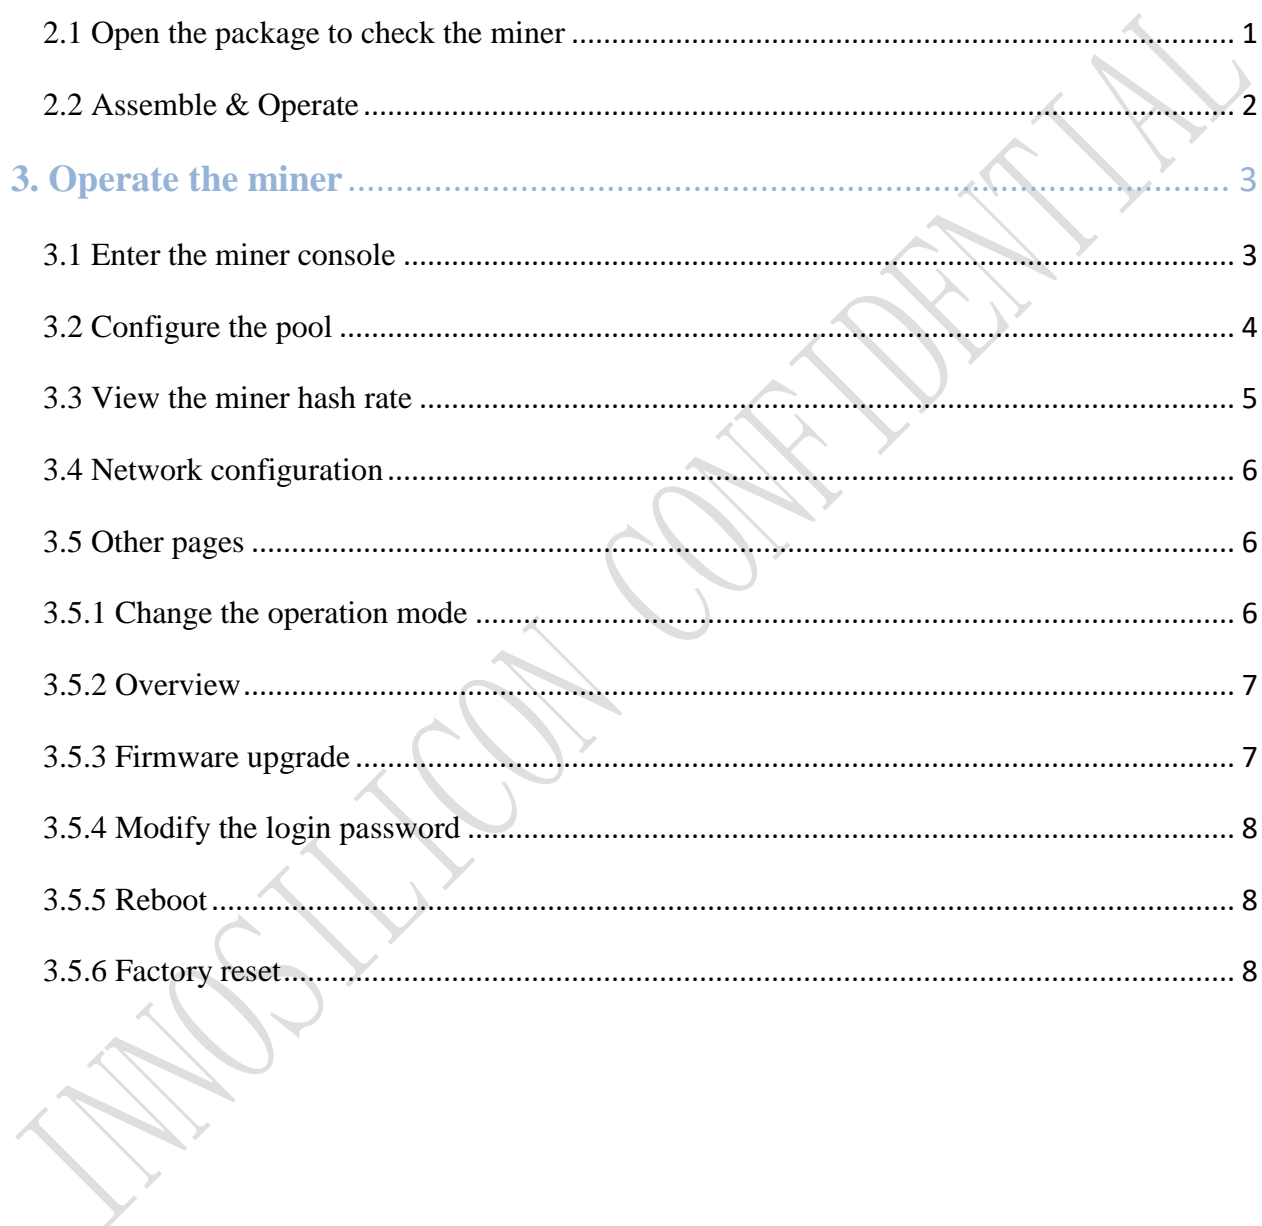 2.1 Open the package to check the miner ........ 1
2.2 Assemble & Operate ........ 2
3. Operate the miner ........ 3
3.1 Enter the miner console ........ 3
3.2 Configure the pool ........ 4
3.3 View the miner hash rate ........ 5
3.4 Network configuration ........ 6
3.5 Other pages ........ 6
3.5.1 Change the operation mode ........ 6
3.5.2 Overview ........ 7
3.5.3 Firmware upgrade ........ 7
3.5.4 Modify the login password ........ 8
3.5.5 Reboot ........ 8
3.5.6 Factory reset ........ 8
INNOSILICON CONFIDENTIAL